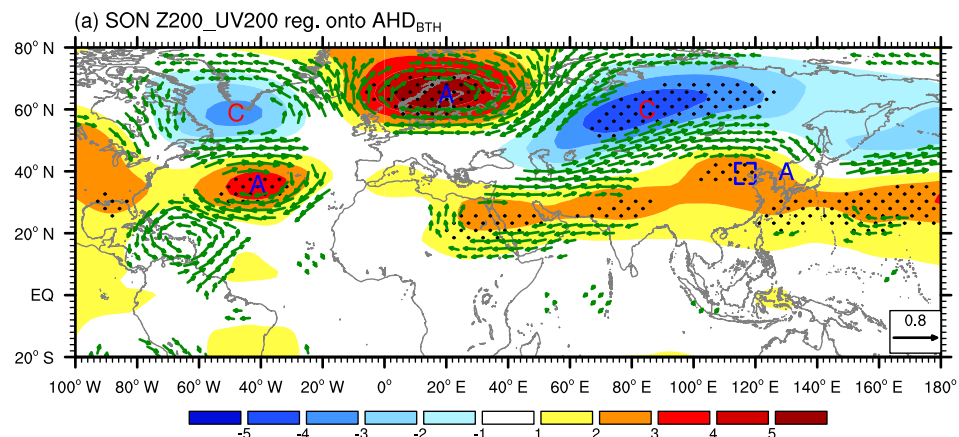 (a) SON Z200_UV200 reg. onto AHD_BTH
80° N
60° N
40° N
20° N
EQ
20° S
C
A
A
C
A
0.8
100° W 80° W 60° W 40° W 20° W 0° 20° E 40° E 60° E 80° E 100° E 120° E 140° E 160° E 180°
-5 -4 -3 -2 -1 1 2 3 4 5